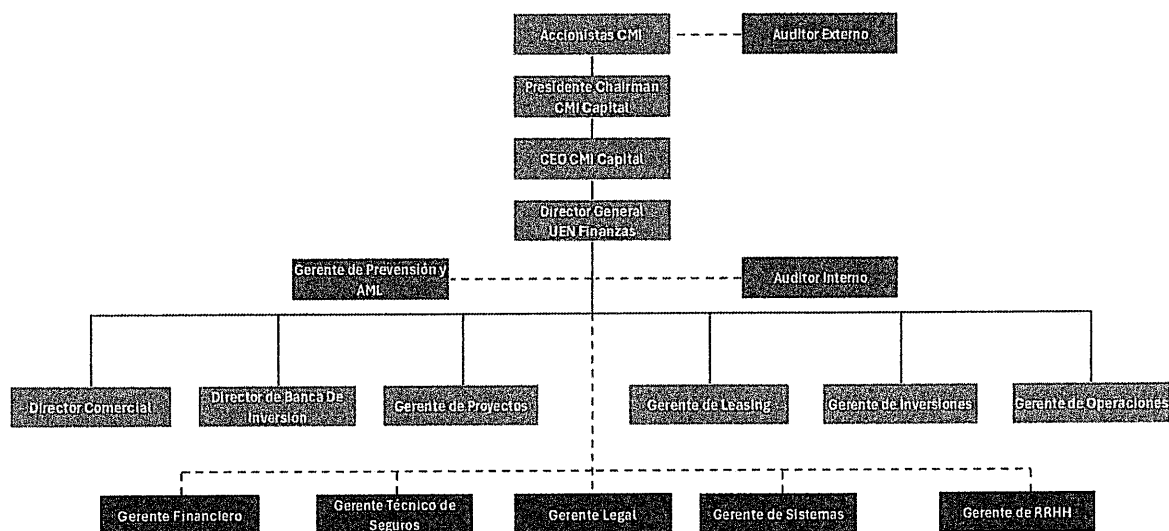 Accionistas CMI
Auditor Externo
Presidente Chairman
CMI Capital
CEO CMI Capital
Director General
UEN Finanzas
Gerente de Prevensión y
AML
Auditor Interno
Director Comercial
Director de Banca De
Inversión
Gerente de Proyectos
Gerente de Leasing
Gerente de Inversiones
Gerente de Operaciones
Gerente Financiero
Gerente Técnico de
Seguros
Gerente Legal
Gerente de Sistemas
Gerente de RRHH